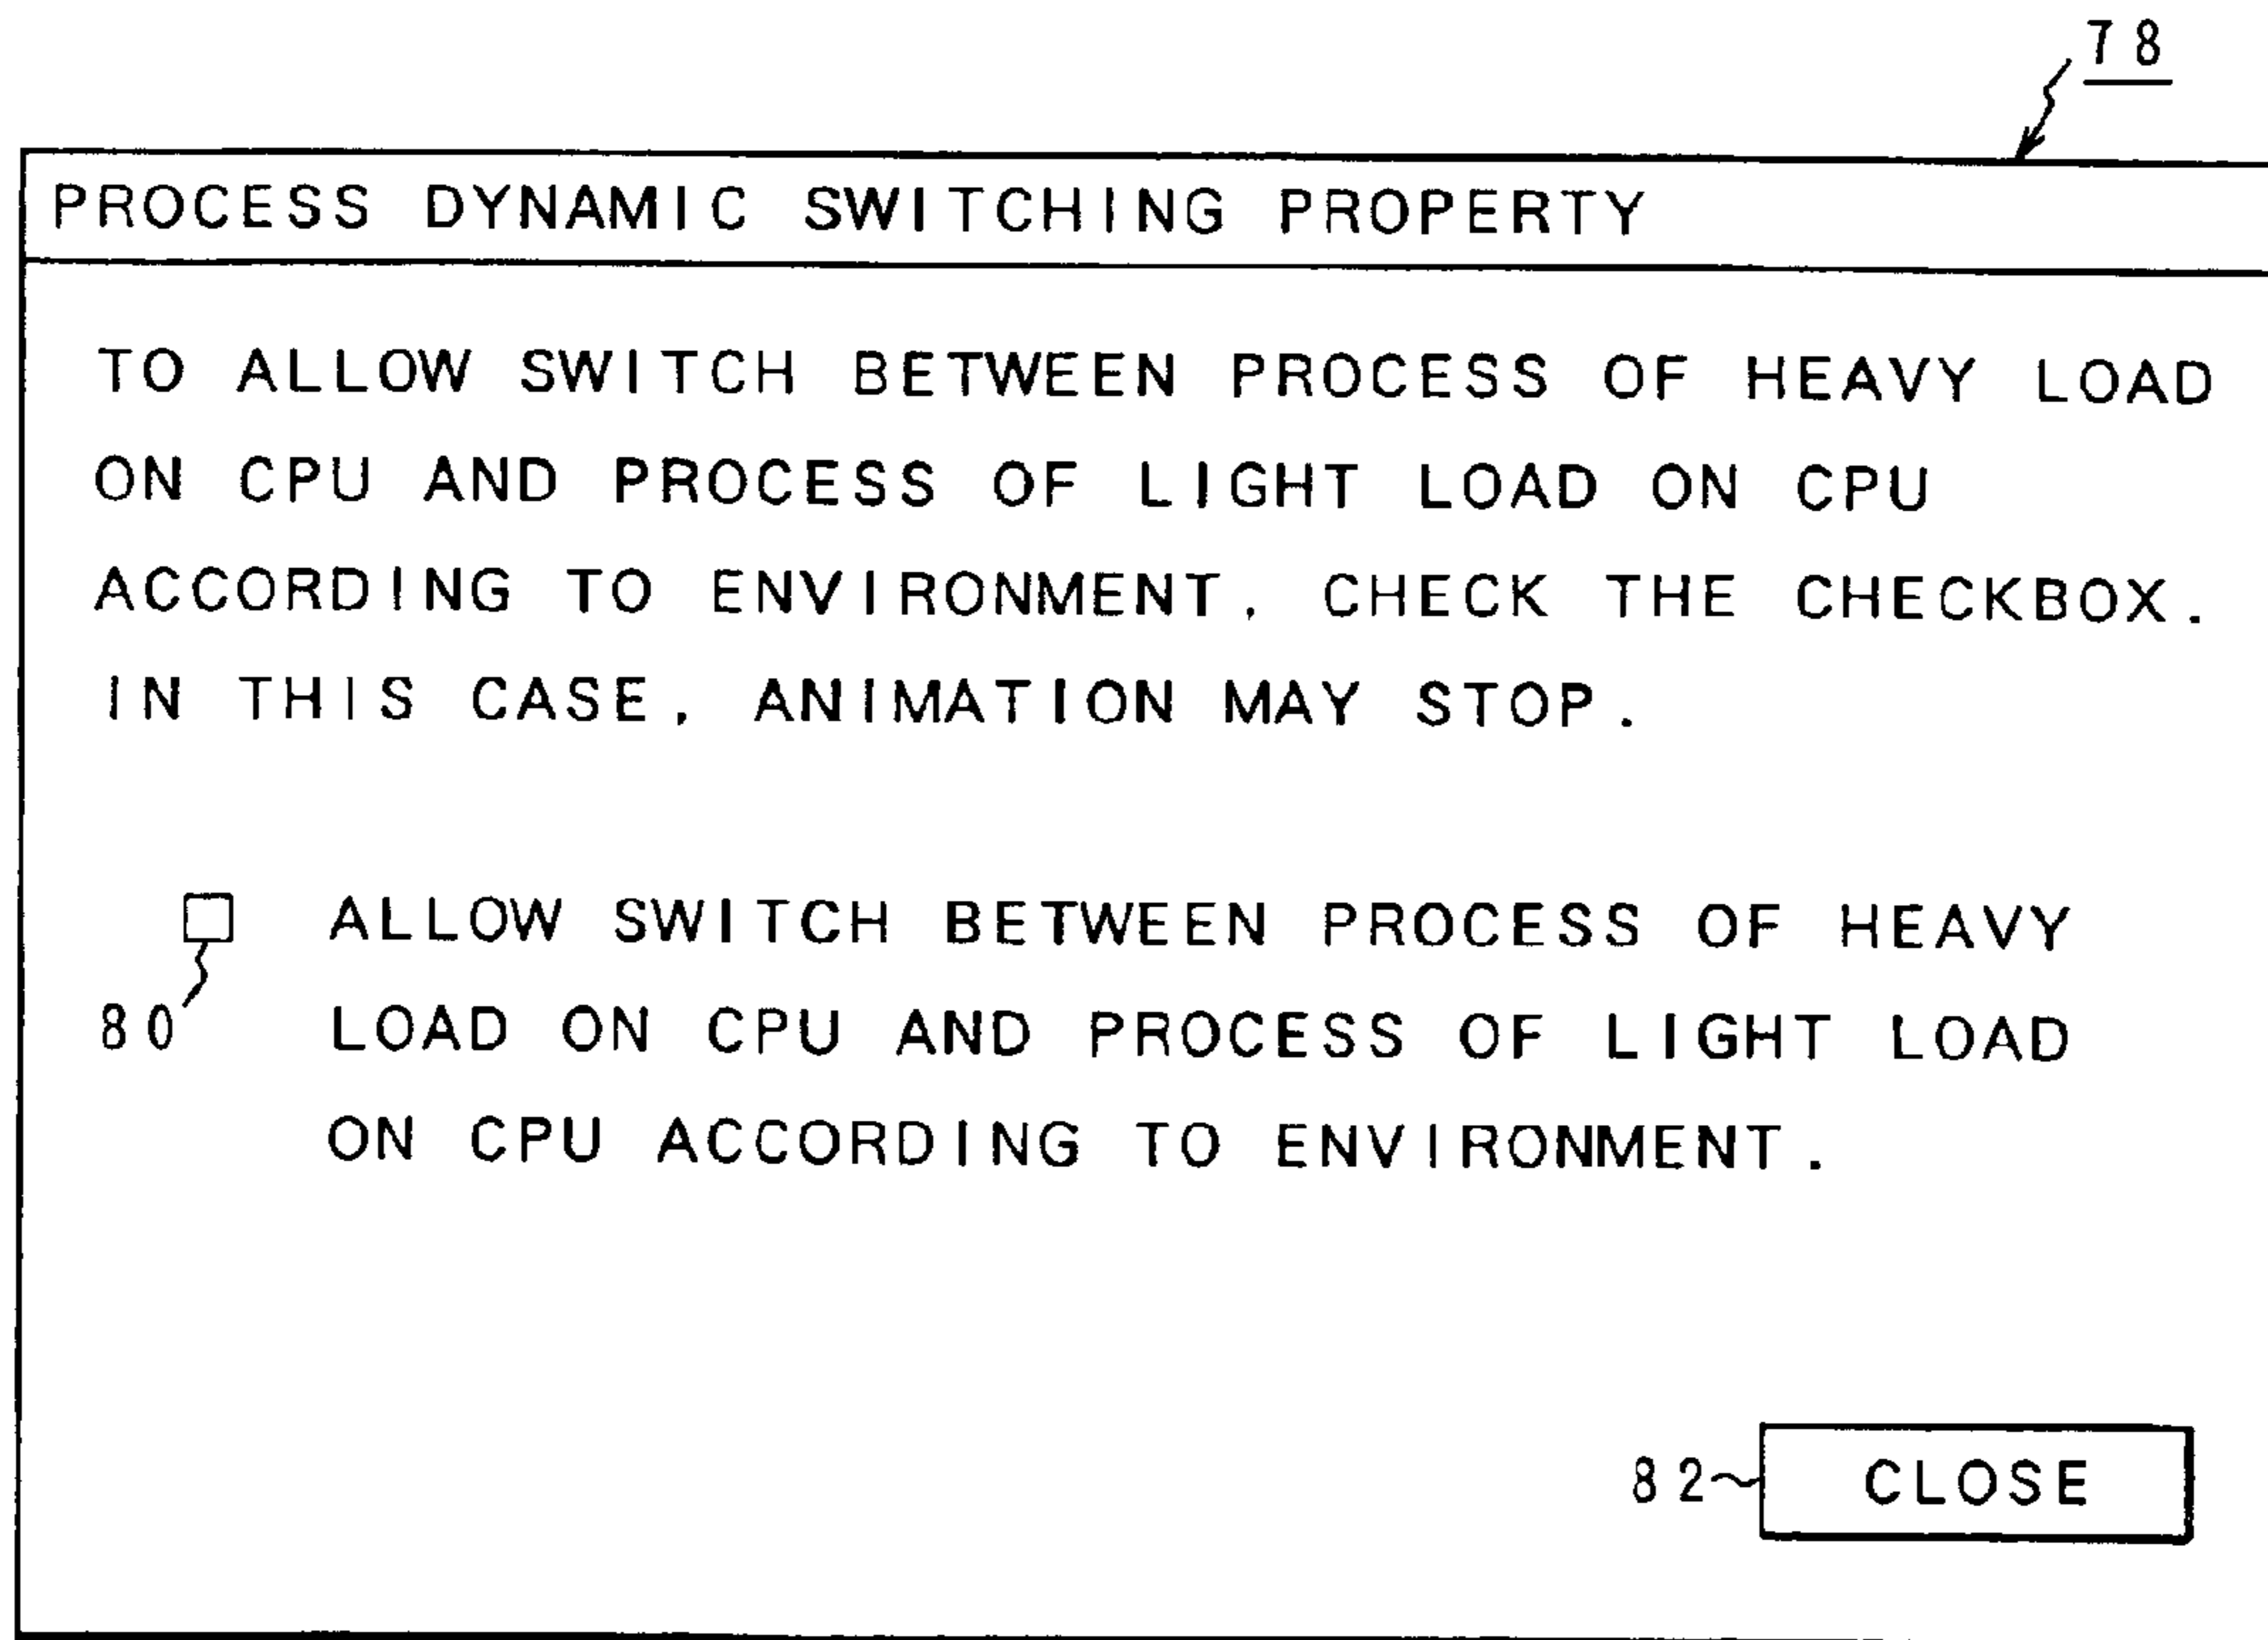 78
PROCESS DYNAMIC SWITCHING PROPERTY
TO ALLOW SWITCH BETWEEN PROCESS OF HEAVY LOAD
ON CPU AND PROCESS OF LIGHT LOAD ON CPU
ACCORDING TO ENVIRONMENT, CHECK THE CHECKBOX.
IN THIS CASE, ANIMATION MAY STOP.
ALLOW SWITCH BETWEEN PROCESS OF HEAVY
80 LOAD ON CPU AND PROCESS OF LIGHT LOAD
ON CPU ACCORDING TO ENVIRONMENT.
82 CLOSE